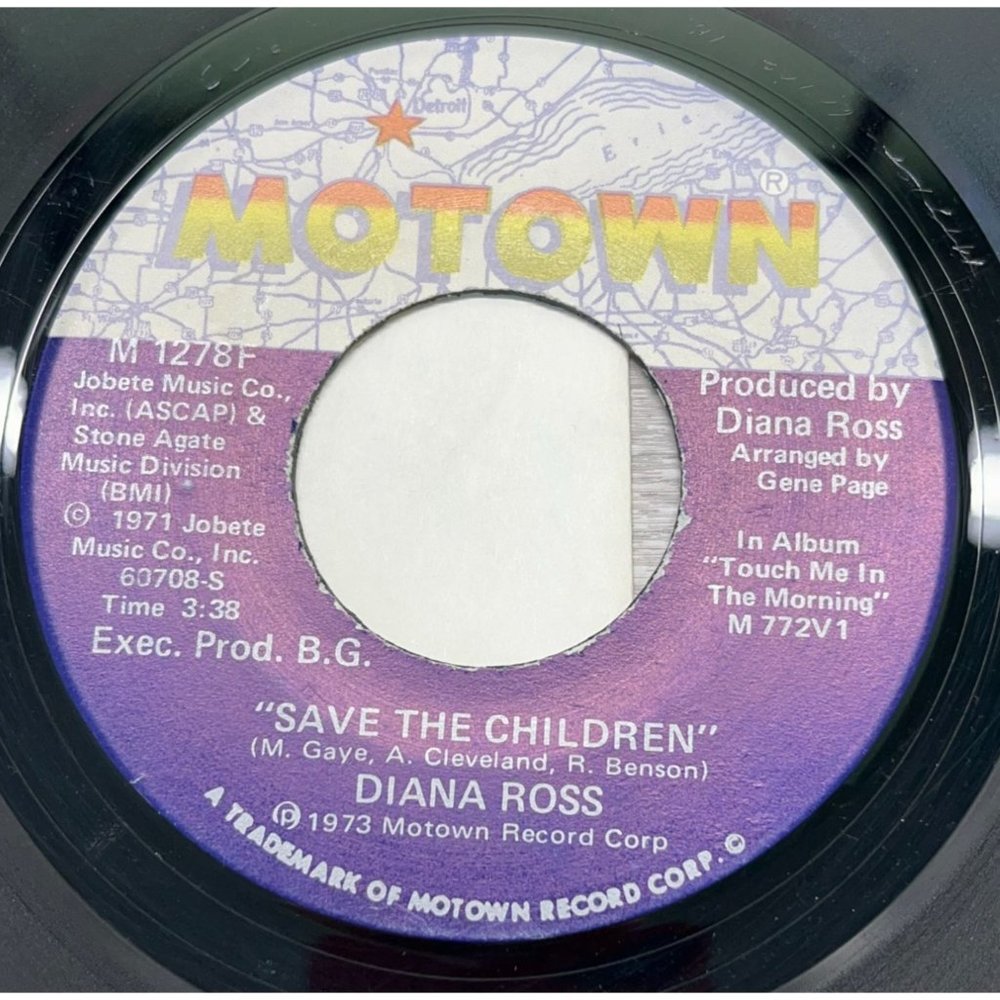 Detroit
Erie
MOTOWN®
M 1278F
Jobete Music Co.,
Inc. (ASCAP) &
Stone Agate
Music Division
(BMI)
© 1971 Jobete
Music Co., Inc.
60708-S
Time 3:38
Exec. Prod. B.G.
Produced by
Diana Ross
Arranged by
Gene Page
In Album
"Touch Me In
The Morning"
M 772V1
"SAVE THE CHILDREN"
(M. Gaye, A. Cleveland, R. Benson)
DIANA ROSS
℗ 1973 Motown Record Corp
A TRADEMARK OF MOTOWN RECORD CORP. ©